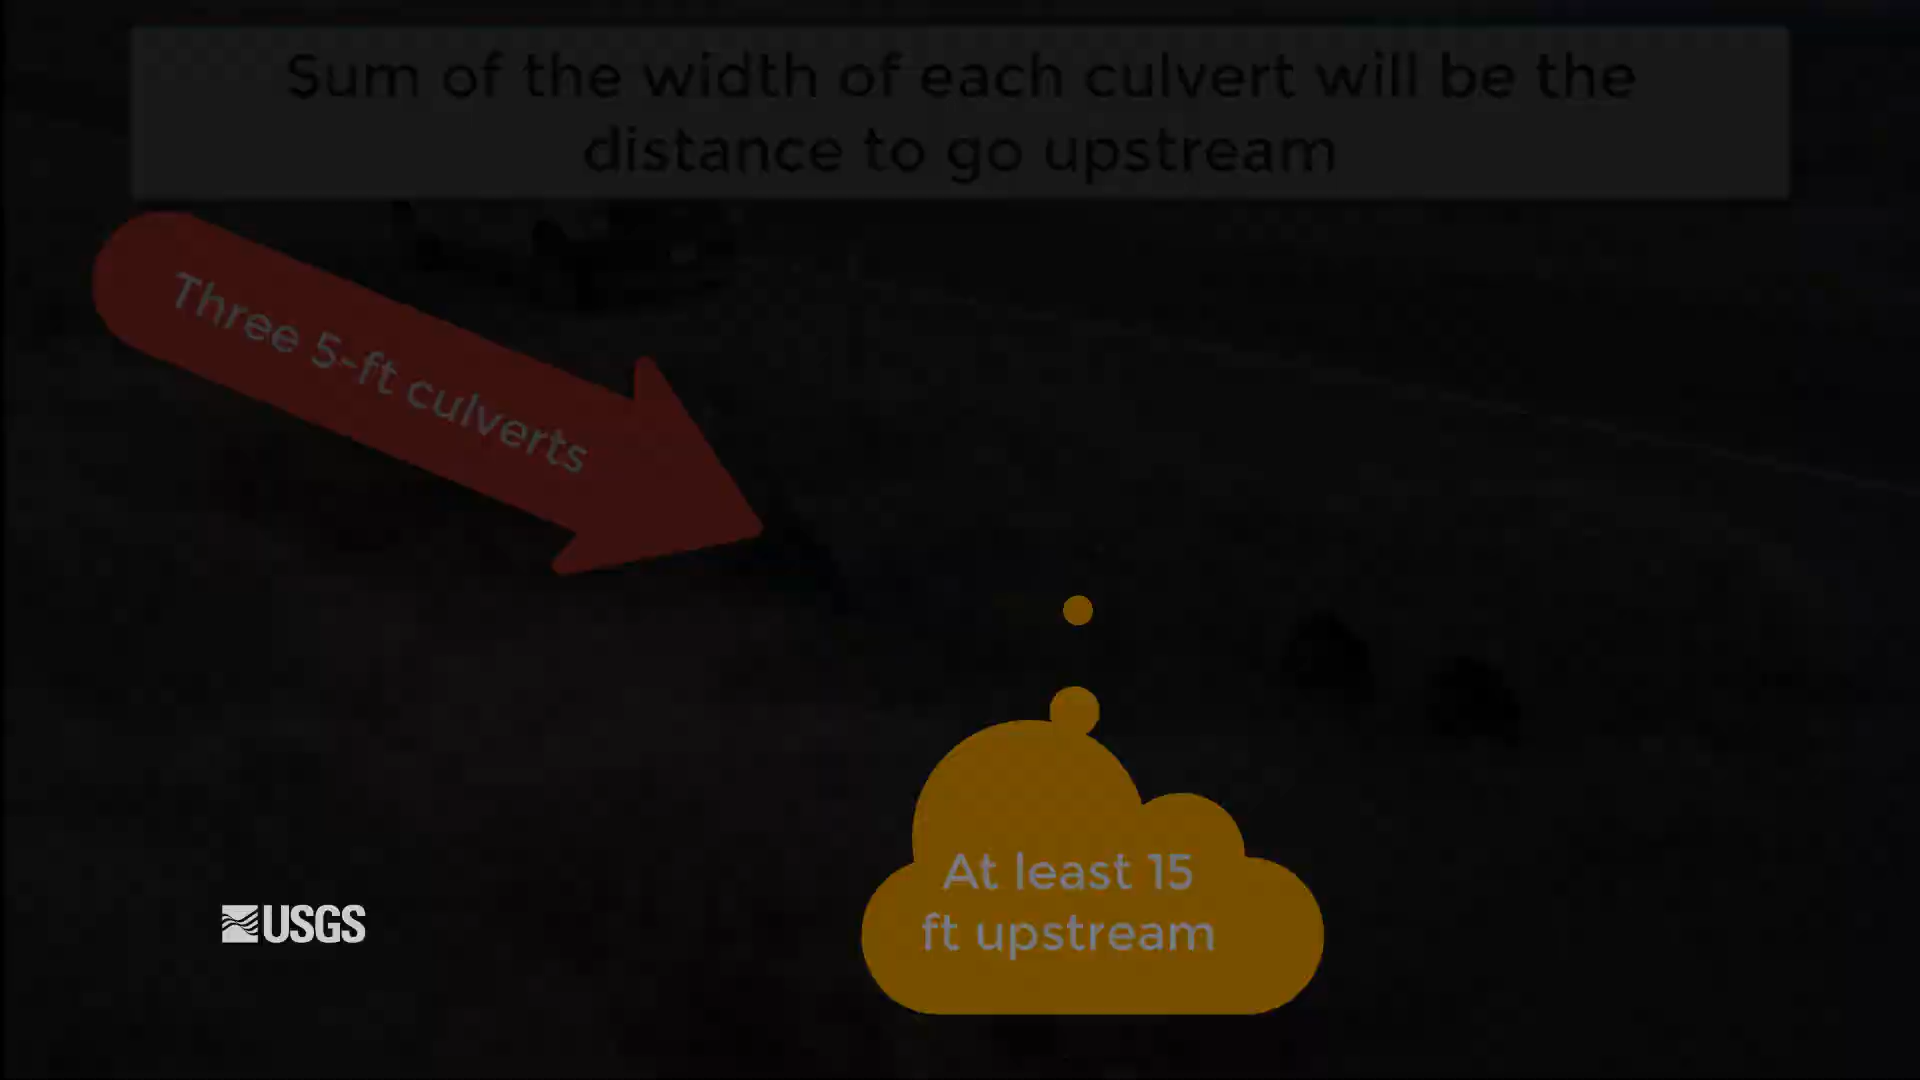 Sum of the width of each culvert will be the
distance to go upstream
Three 5-ft culverts
At least 15
ft upstream
USGS